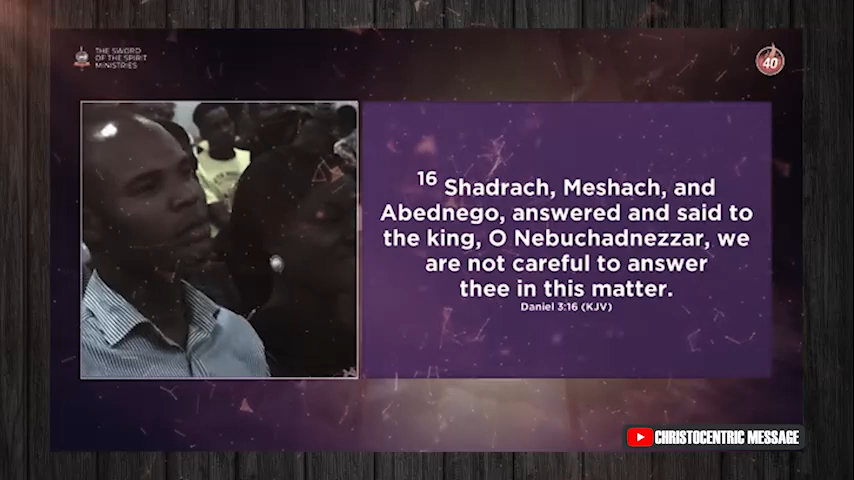 THE SWORD
OF THE SPIRIT
MINISTRIES
40
16 Shadrach, Meshach, and
Abednego, answered and said to
the king, O Nebuchadnezzar, we
are not careful to answer
thee in this matter.
Daniel 3:16 (KJV)
CHRISTOCENTRIC MESSAGE